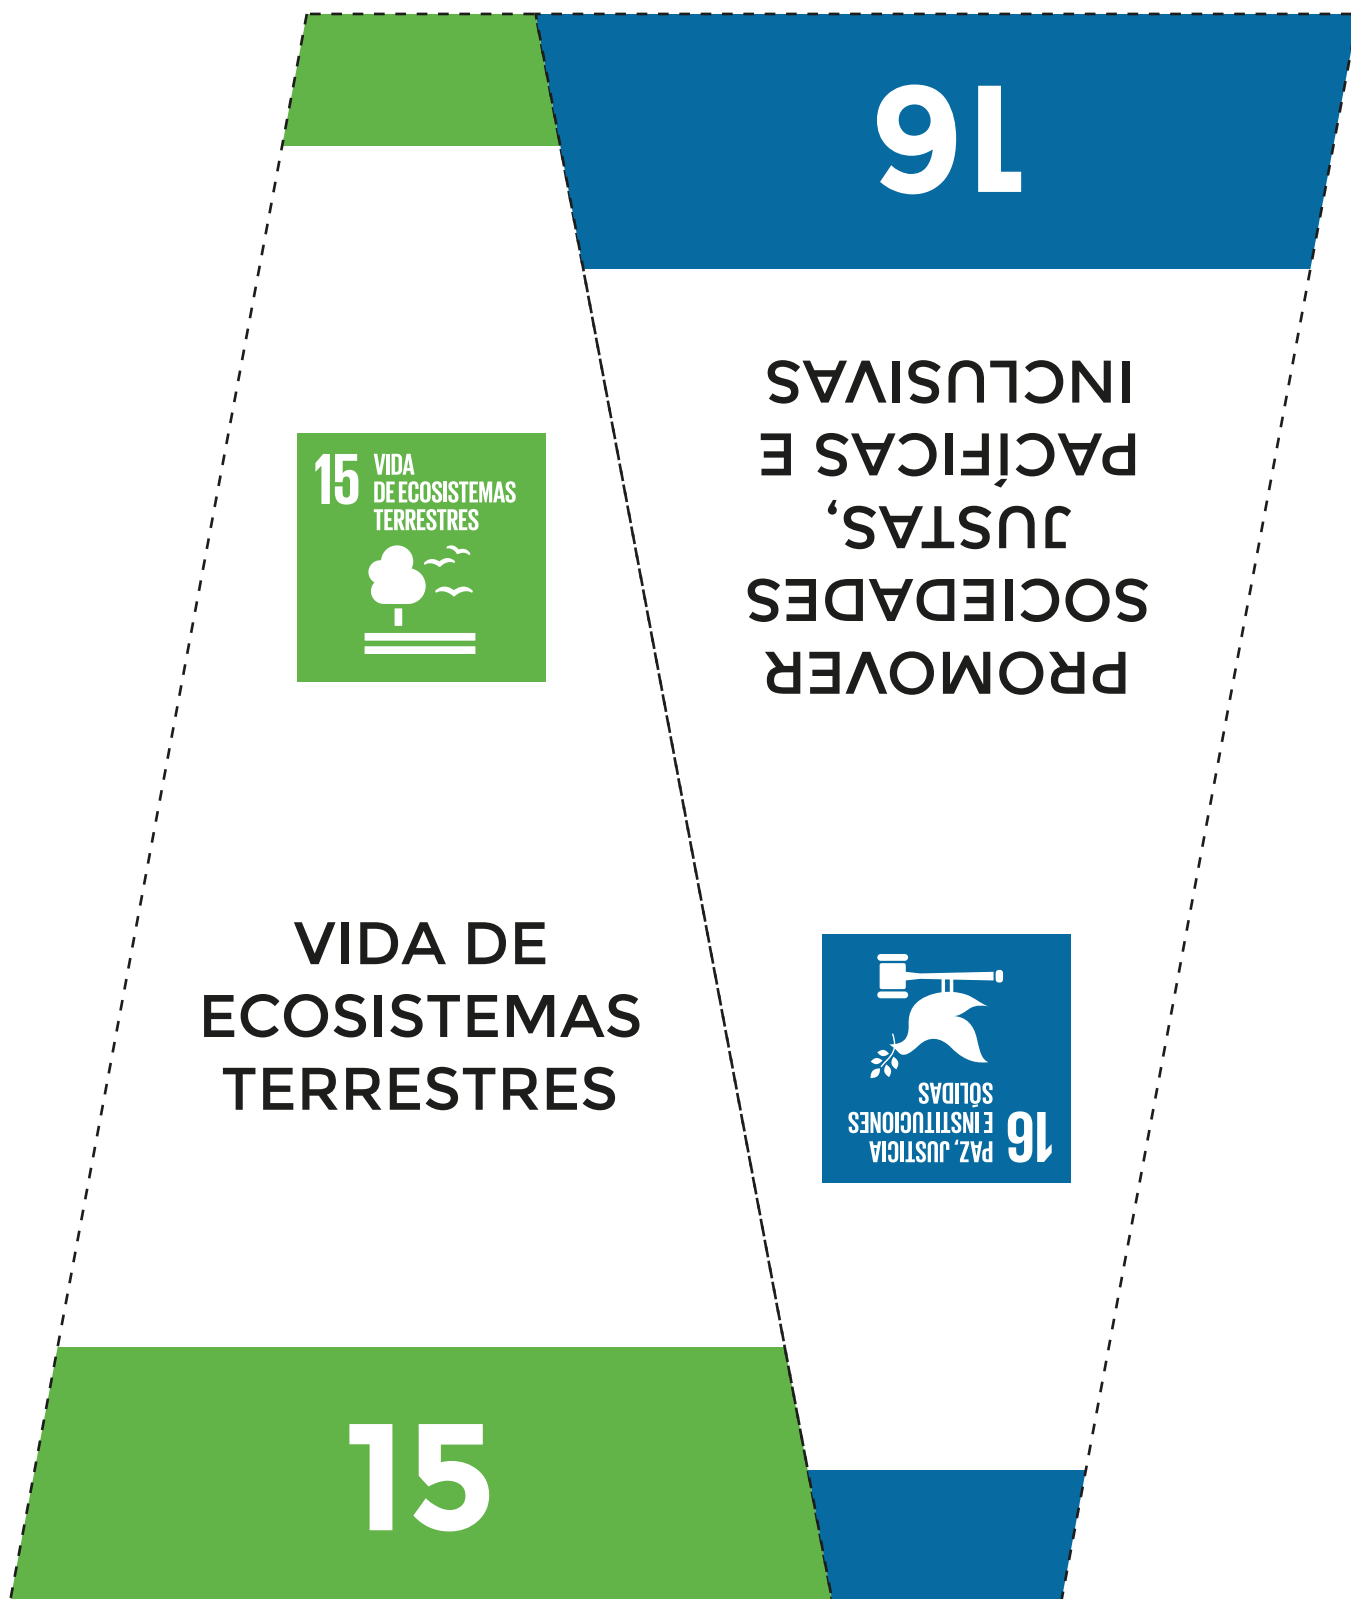 15 VIDA
DE ECOSISTEMAS
TERRESTRES
VIDA DE
ECOSISTEMAS
TERRESTRES
15
16
PROMOVER
SOCIEDADES
JUSTAS,
PACÍFICAS E
INCLUSIVAS
16 PAZ, JUSTICIA
E INSTITUCIONES
SÓLIDAS